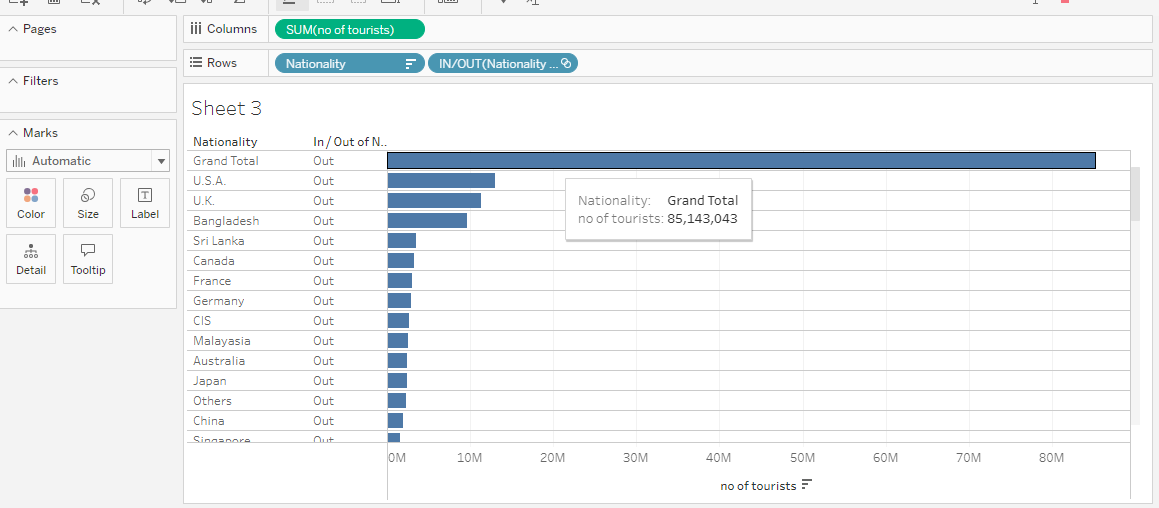 Pages
Columns
SUM(no of tourists)
Rows
Nationality
IN/OUT(Nationality ...
Filters
Marks
Automatic
Color
Size
Label
Detail
Tooltip
Sheet 3
Nationality In / Out of N..
Grand Total Out
U.S.A. Out
U.K. Out
Bangladesh Out
Sri Lanka Out
Canada Out
France Out
Germany Out
CIS Out
Malayasia Out
Australia Out
Japan Out
Others Out
China Out
Singapore Out
Nationality: Grand Total
no of tourists: 85,143,043
0M 10M 20M 30M 40M 50M 60M 70M 80M
no of tourists